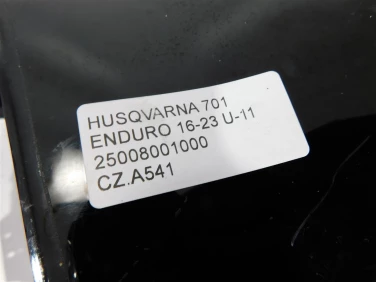 HUSQVARNA 701
ENDURO 16-23 U-11
25008001000
CZ.A541